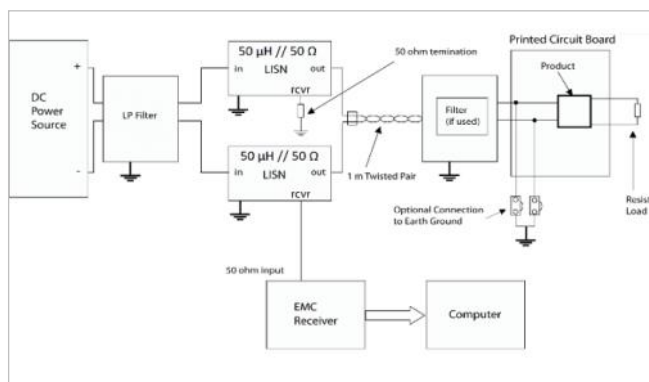 Printed Circuit Board
50 µH // 50 Ω
LISN
in
out
rcvr
50 ohm temination
Product
+
DC
Power
Source
-
LP Filter
Filter
(if used)
50 µH // 50 Ω
in
LISN
out
rcvr
1 m Twisted Pair
Resist
Load
Optional Connection
to Earth Ground
50 ohm input
EMC
Receiver
Computer